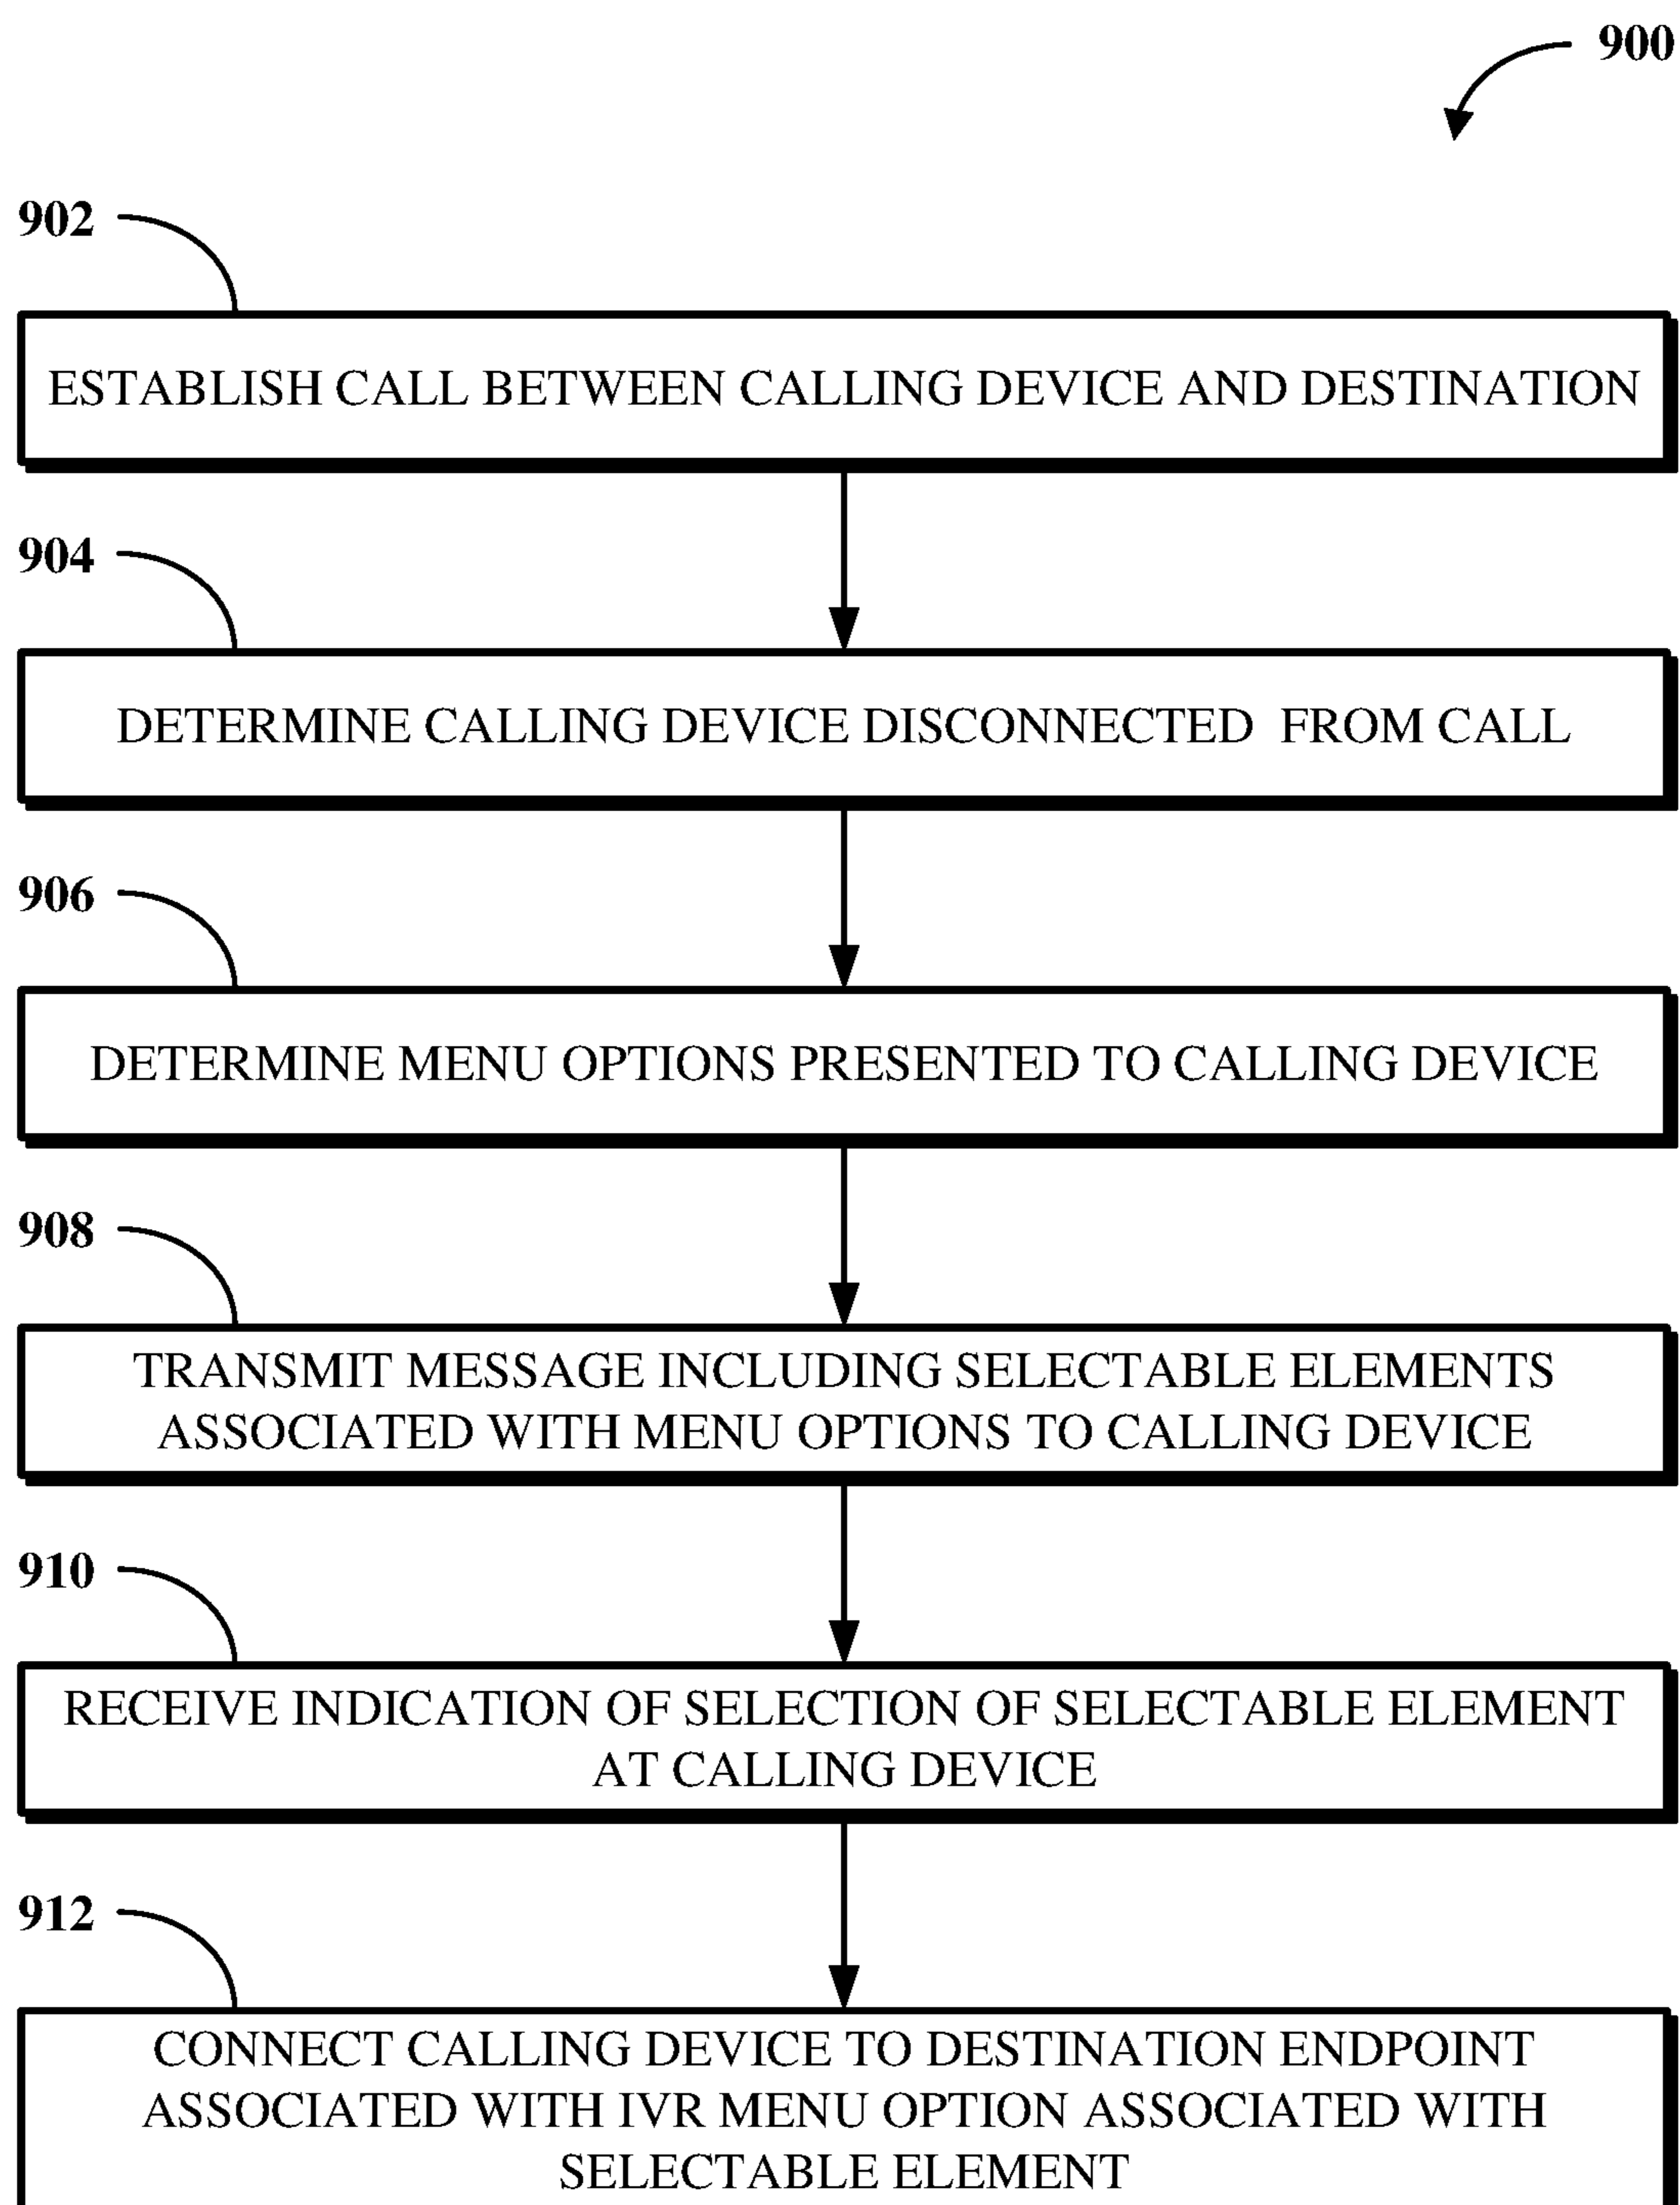 900
902
ESTABLISH CALL BETWEEN CALLING DEVICE AND DESTINATION
904
DETERMINE CALLING DEVICE DISCONNECTED FROM CALL
906
DETERMINE MENU OPTIONS PRESENTED TO CALLING DEVICE
908
TRANSMIT MESSAGE INCLUDING SELECTABLE ELEMENTS
ASSOCIATED WITH MENU OPTIONS TO CALLING DEVICE
910
RECEIVE INDICATION OF SELECTION OF SELECTABLE ELEMENT
AT CALLING DEVICE
912
CONNECT CALLING DEVICE TO DESTINATION ENDPOINT
ASSOCIATED WITH IVR MENU OPTION ASSOCIATED WITH
SELECTABLE ELEMENT